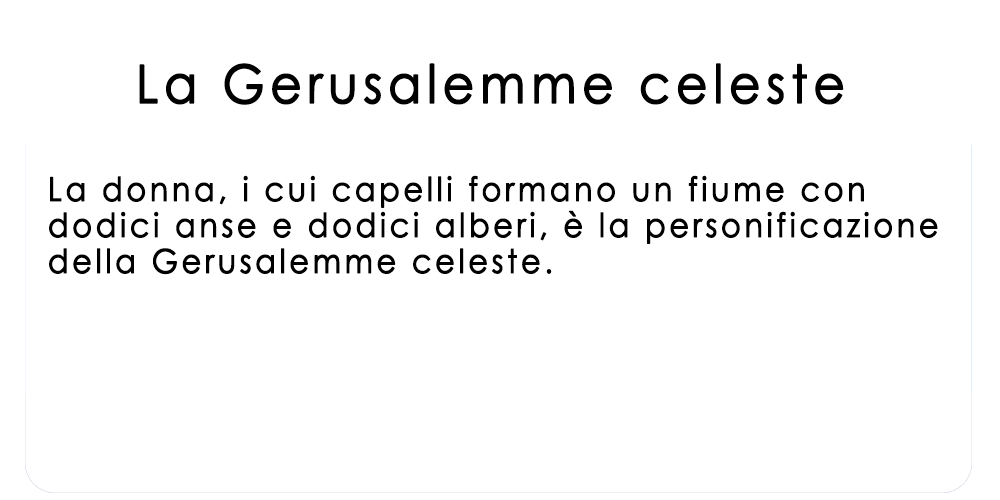 La Gerusalemme celeste
La donna, i cui capelli formano un fiume con
dodici anse e dodici alberi, è la personificazione
della Gerusalemme celeste.